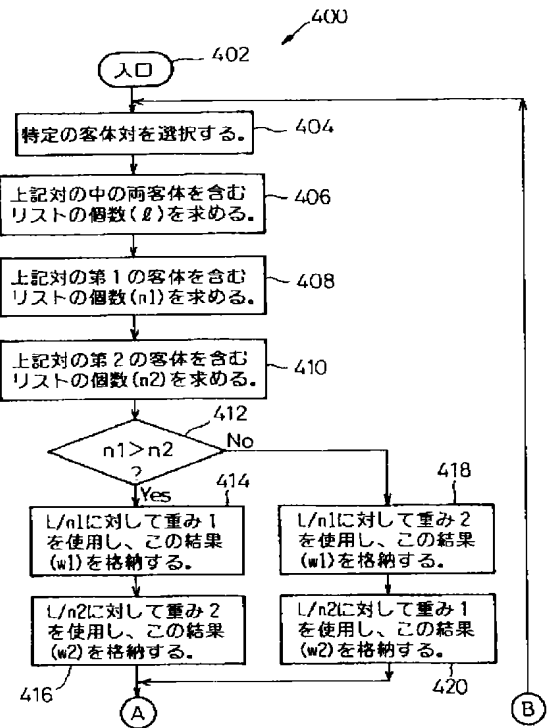 400
入口
402
特定の客体対を選択する。
404
上記対の中の両客体を含む
リストの個数(ℓ)を求める。
406
上記対の第1の客体を含む
リストの個数(n1)を求める。
408
上記対の第2の客体を含む
リストの個数(n2)を求める。
410
412
n1>n2
?
No
Yes
414
L/n1に対して重み1
を使用し、この結果
(w1)を格納する。
418
L/n1に対して重み2
を使用し、この結果
(w1)を格納する。
L/n2に対して重み2
を使用し、この結果
(w2)を格納する。
416
L/n2に対して重み1
を使用し、この結果
(w2)を格納する。
420
A
B